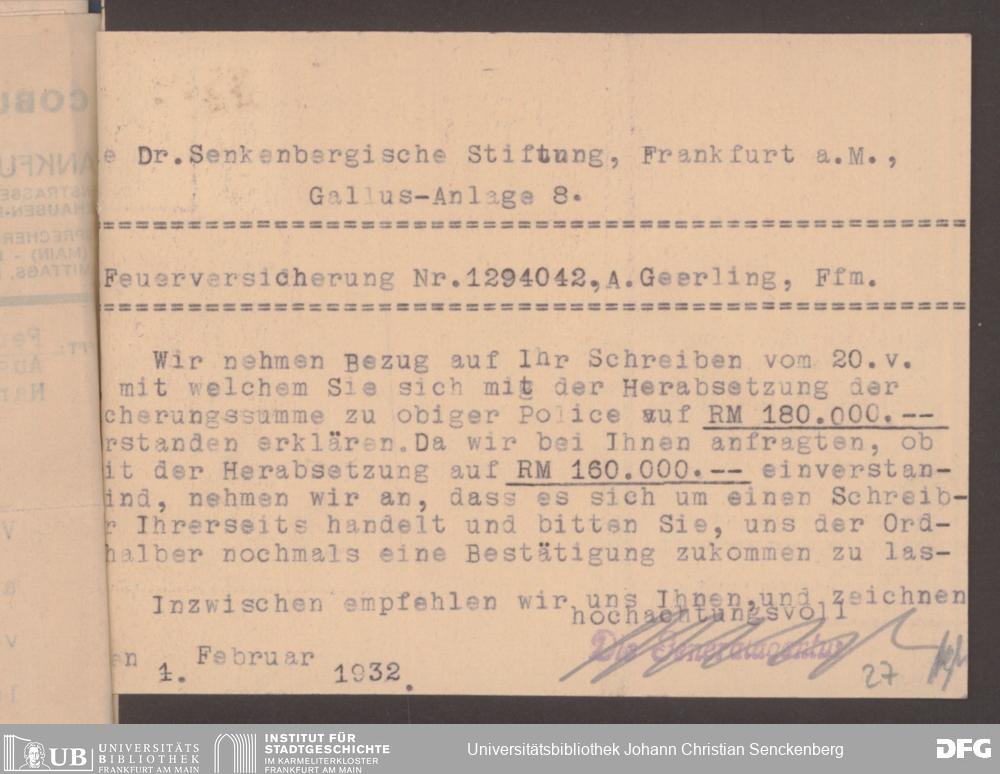 e Dr.Senkenbergische Stiftung, Frankfurt a.M.,
Gallus-Anlage 8.
Feuerversicherung Nr.1294042,A.Geerling, Ffm.
Wir nehmen Bezug auf Ihr Schreiben vom 20.v.
mit welchem Sie sich mit der Herabsetzung der
cherungssumme zu obiger Police auf RM 180.000.--
rstanden erklären.Da wir bei Ihnen anfragten, ob
it der Herabsetzung auf RM 160.000.-- einverstan-
ind, nehmen wir an, dass es sich um einen Schreib-
r Ihrerseits handelt und bitten Sie, uns der Ord-
halber nochmals eine Bestätigung zukommen zu las-
Inzwischen empfehlen wir uns Ihnen,und zeichnen
hochachtungsvoll
Die Generalagentur
en 1. Februar 1932.
27
UB UNIVERSITÄTS
BIBLIOTHEK
FRANKFURT AM MAIN
INSTITUT FÜR
STADTGESCHICHTE
IM KARMELITERKLOSTER
FRANKFURT AM MAIN
Universitätsbibliothek Johann Christian Senckenberg
DFG